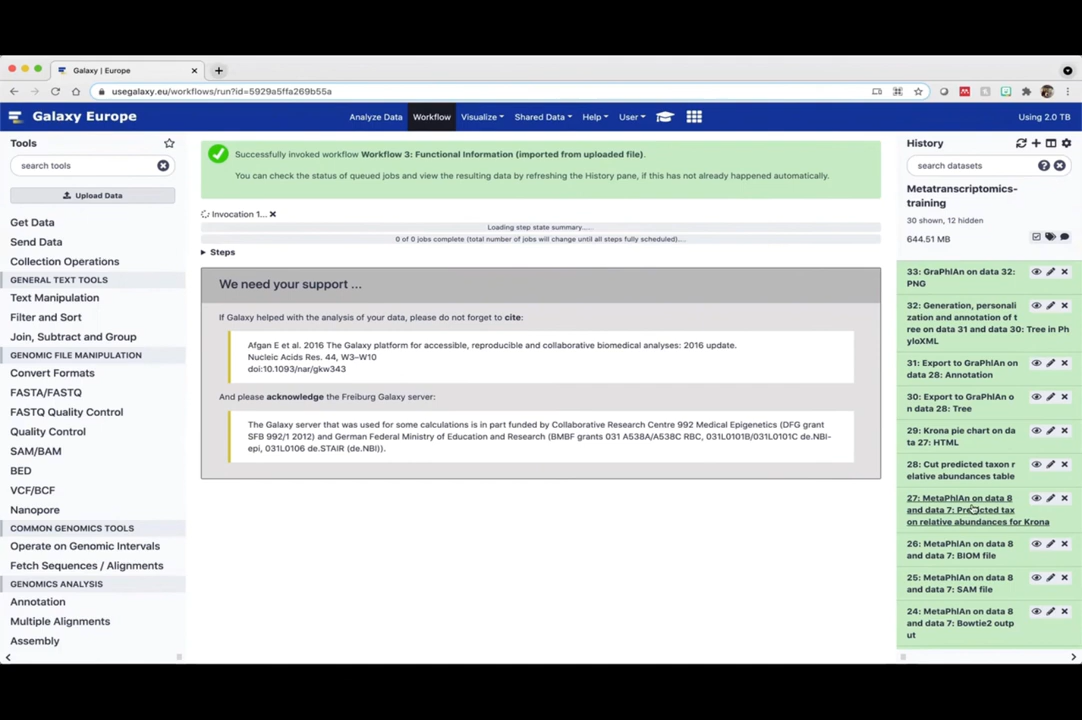 Galaxy | Europe
usegalaxy.eu/workflows/run?id=5929a5ffa269b55a
Galaxy Europe
Analyze Data
Workflow
Visualize
Shared Data
Help
User
Using 2.0 TB
Tools
search tools
Upload Data
Get Data
Send Data
Collection Operations
GENERAL TEXT TOOLS
Text Manipulation
Filter and Sort
Join, Subtract and Group
GENOMIC FILE MANIPULATION
Convert Formats
FASTA/FASTQ
FASTQ Quality Control
Quality Control
SAM/BAM
BED
VCF/BCF
Nanopore
COMMON GENOMICS TOOLS
Operate on Genomic Intervals
Fetch Sequences / Alignments
GENOMICS ANALYSIS
Annotation
Multiple Alignments
Assembly
Successfully invoked workflow Workflow 3: Functional Information (imported from uploaded file).
You can check the status of queued jobs and view the resulting data by refreshing the History pane, if this has not already happened automatically.
Invocation 1...
Loading step state summary.....
0 of 0 jobs complete (total number of jobs will change until all steps fully scheduled)....
Steps
We need your support ...
If Galaxy helped with the analysis of your data, please do not forget to cite:
Afgan E et al. 2016 The Galaxy platform for accessible, reproducible and collaborative biomedical analyses: 2016 update.
Nucleic Acids Res. 44, W3–W10
doi:10.1093/nar/gkw343
And please acknowledge the Freiburg Galaxy server:
The Galaxy server that was used for some calculations is in part funded by Collaborative Research Centre 992 Medical Epigenetics (DFG grant
SFB 992/1 2012) and German Federal Ministry of Education and Research (BMBF grants 031 A538A/A538C RBC, 031L0101B/031L0101C de.NBI-
epi, 031L0106 de.STAIR (de.NBI)).
History
search datasets
Metatranscriptomics-
training
30 shown, 12 hidden
644.51 MB
33: GraPhlAn on data 32:
PNG
32: Generation, personali
zation and annotation of t
ree on data 31 and data 30: Tree in Ph
yloXML
31: Export to GraPhlAn on
data 28: Annotation
30: Export to GraPhlAn o
n data 28: Tree
29: Krona pie chart on da
ta 27: HTML
28: Cut predicted taxon r
elative abundances table
27: MetaPhlAn on data 8
and data 7: Predicted tax
on relative abundances for Krona
26: MetaPhlAn on data 8
and data 7: BIOM file
25: MetaPhlAn on data 8
and data 7: SAM file
24: MetaPhlAn on data 8
and data 7: Bowtie2 outp
ut